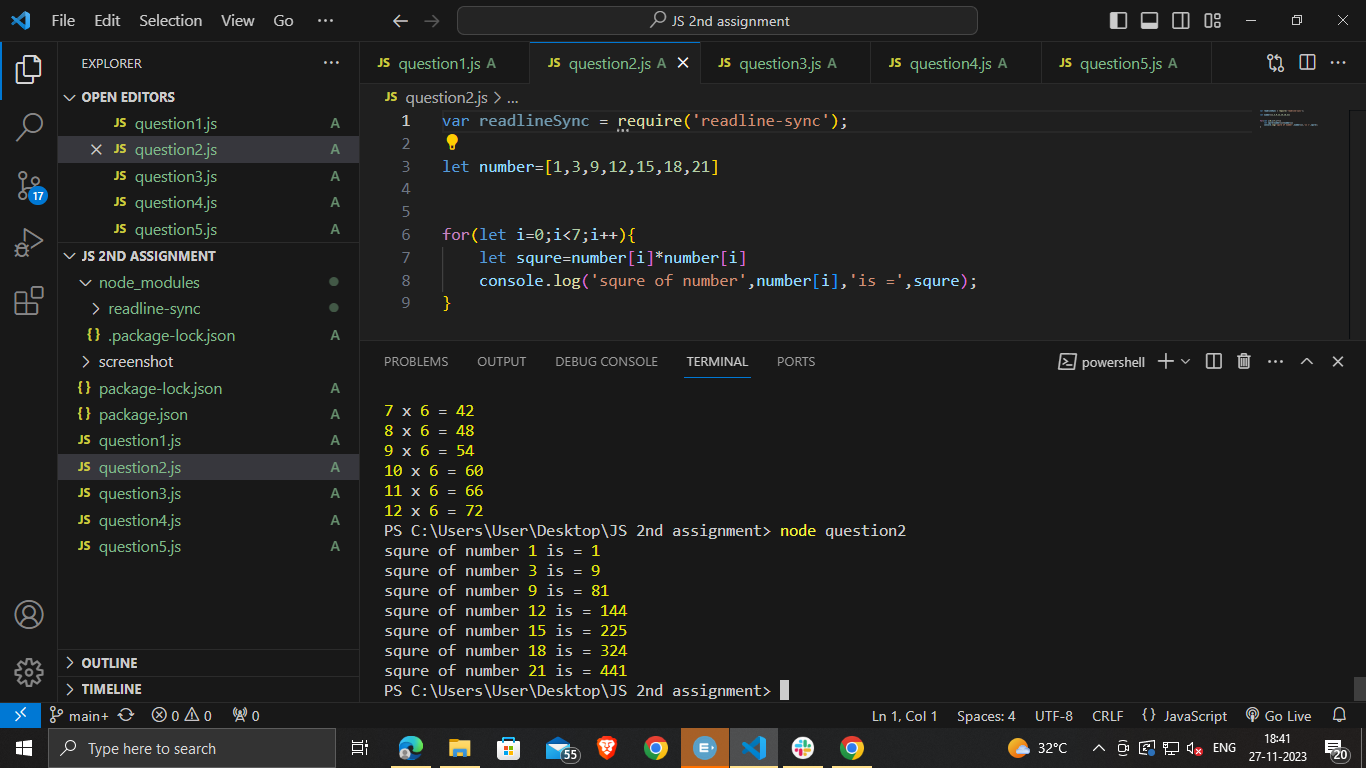 File Edit Selection View Go ···
JS 2nd assignment
EXPLORER ···
OPEN EDITORS
JS question1.js A
JS question2.js A
JS question3.js A
JS question4.js A
JS question5.js A
17
JS 2ND ASSIGNMENT
node_modules
readline-sync
{} .package-lock.json A
screenshot
{} package-lock.json A
{} package.json A
JS question1.js A
JS question2.js A
JS question3.js A
JS question4.js A
JS question5.js A
OUTLINE
TIMELINE
JS question1.js A JS question2.js A JS question3.js A JS question4.js A JS question5.js A ···
JS question2.js > ...
1 var readlineSync = require('readline-sync');
2
3 let number=[1,3,9,12,15,18,21]
4
5
6 for(let i=0;i<7;i++){
7 let squre=number[i]*number[i]
8 console.log('squre of number',number[i],'is =',squre);
9 }
PROBLEMS OUTPUT DEBUG CONSOLE TERMINAL PORTS powershell ···
7 x 6 = 42
8 x 6 = 48
9 x 6 = 54
10 x 6 = 60
11 x 6 = 66
12 x 6 = 72
PS C:\Users\User\Desktop\JS 2nd assignment> node question2
squre of number 1 is = 1
squre of number 3 is = 9
squre of number 9 is = 81
squre of number 12 is = 144
squre of number 15 is = 225
squre of number 18 is = 324
squre of number 21 is = 441
PS C:\Users\User\Desktop\JS 2nd assignment>
main+ 0 0 0 Ln 1, Col 1 Spaces: 4 UTF-8 CRLF {} JavaScript Go Live
Type here to search 55 E 32°C ENG 18:41
27-11-2023 20